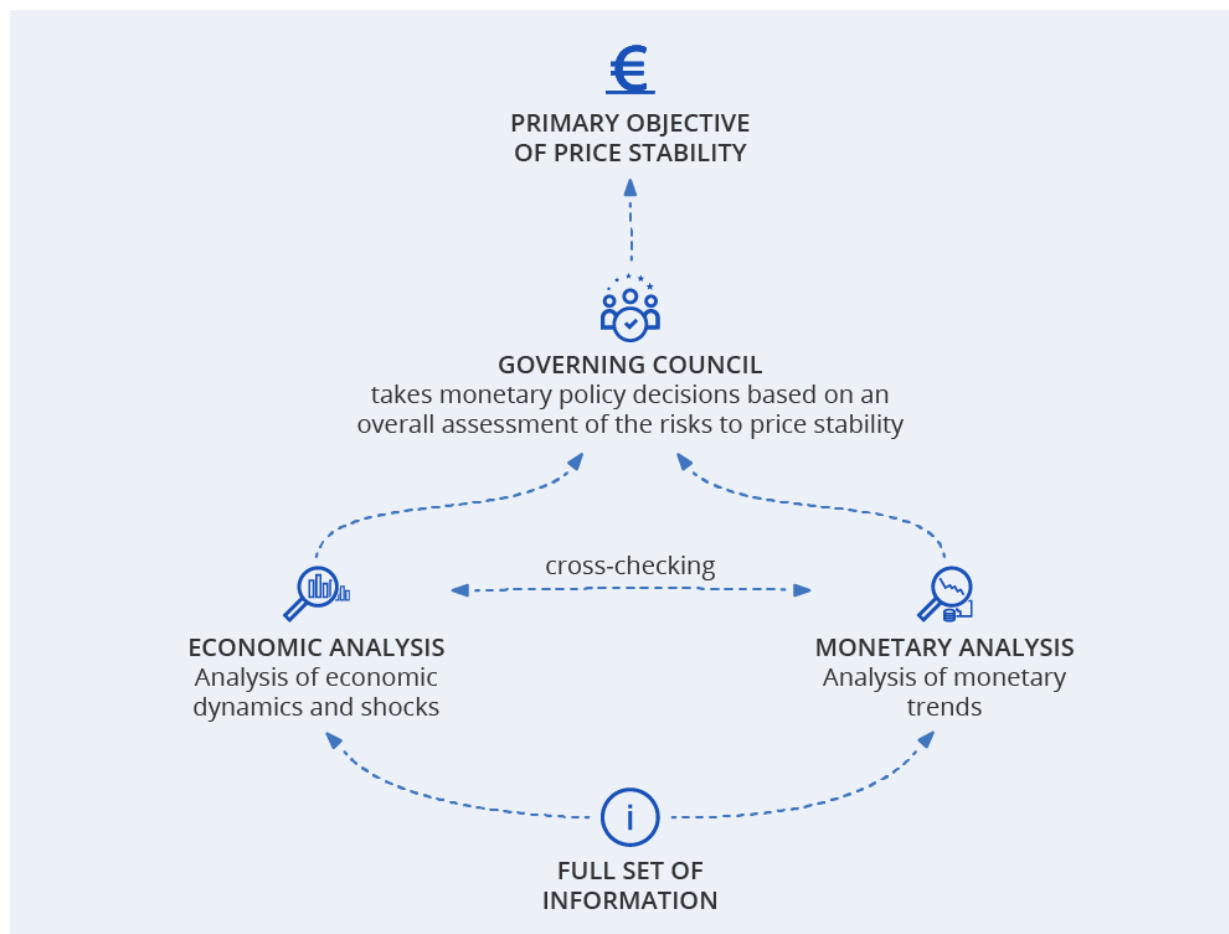 €
PRIMARY OBJECTIVE
OF PRICE STABILITY
GOVERNING COUNCIL
takes monetary policy decisions based on an
overall assessment of the risks to price stability
cross-checking
ECONOMIC ANALYSIS
Analysis of economic
dynamics and shocks
MONETARY ANALYSIS
Analysis of monetary
trends
i
FULL SET OF
INFORMATION